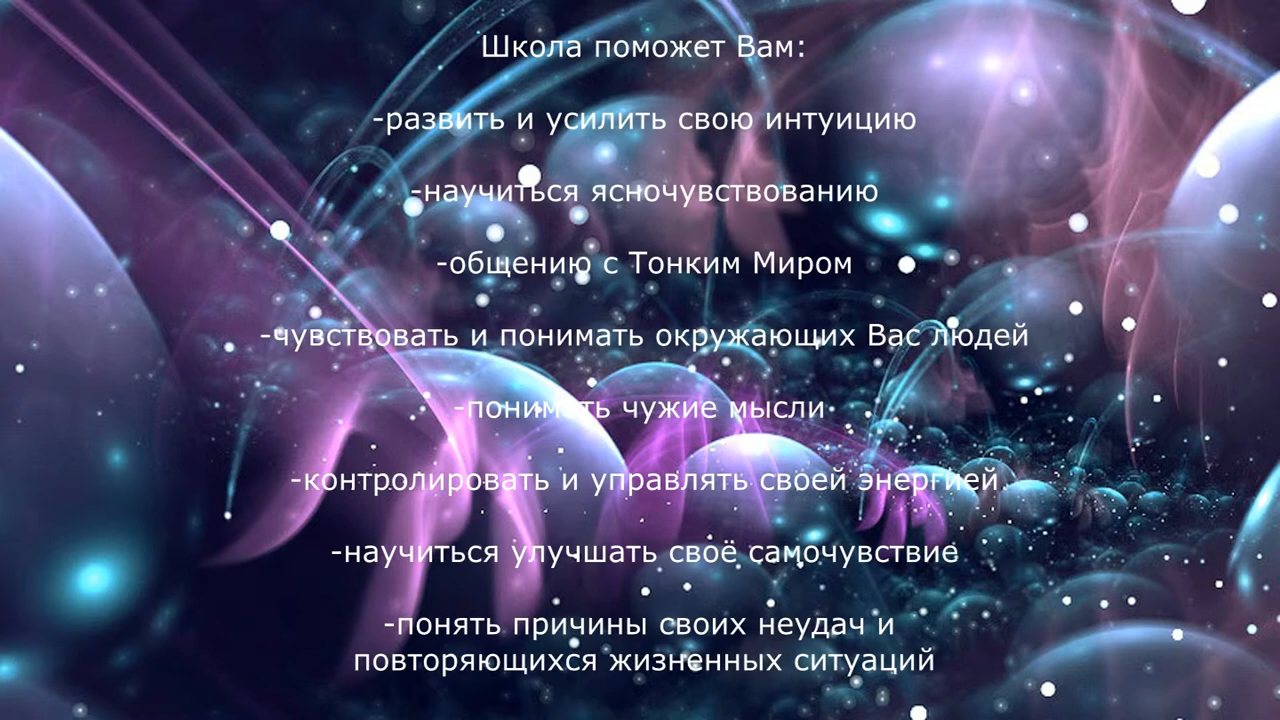 Школа поможет Вам:
-развить и усилить свою интуицию
-научиться ясночувствованию
-общению с Тонким Миром
-чувствовать и понимать окружающих Вас людей
-понимать чужие мысли
-контролировать и управлять своей энергией
-научиться улучшать своё самочувствие
-понять причины своих неудач и
повторяющихся жизненных ситуаций